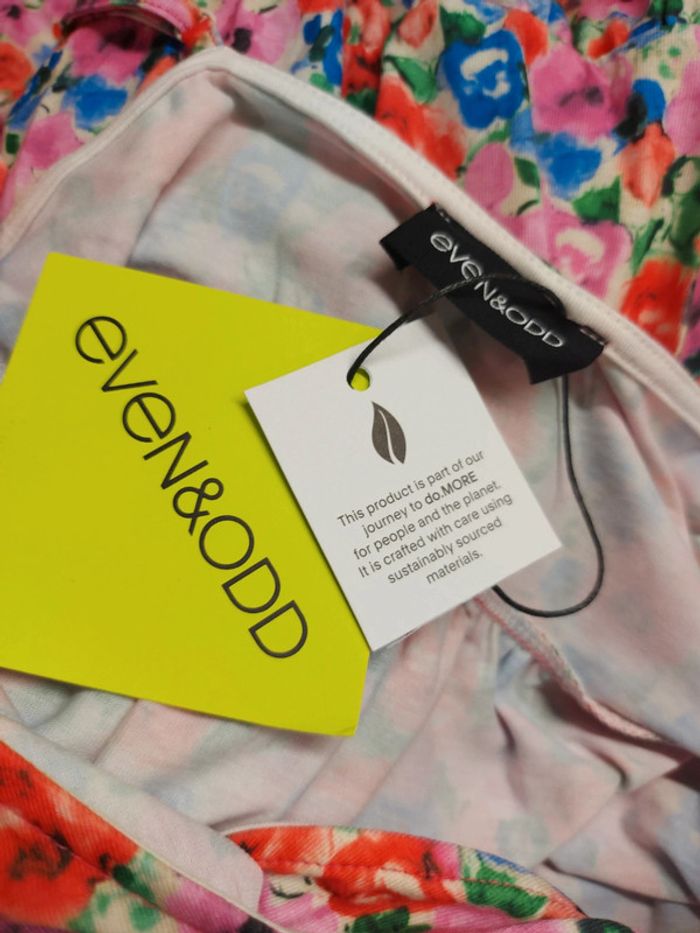 eVeN&ODD
eVeN&ODD
This product is part of our
journey to do.MORE
for people and the planet.
It is crafted with care using
sustainably sourced
materials.